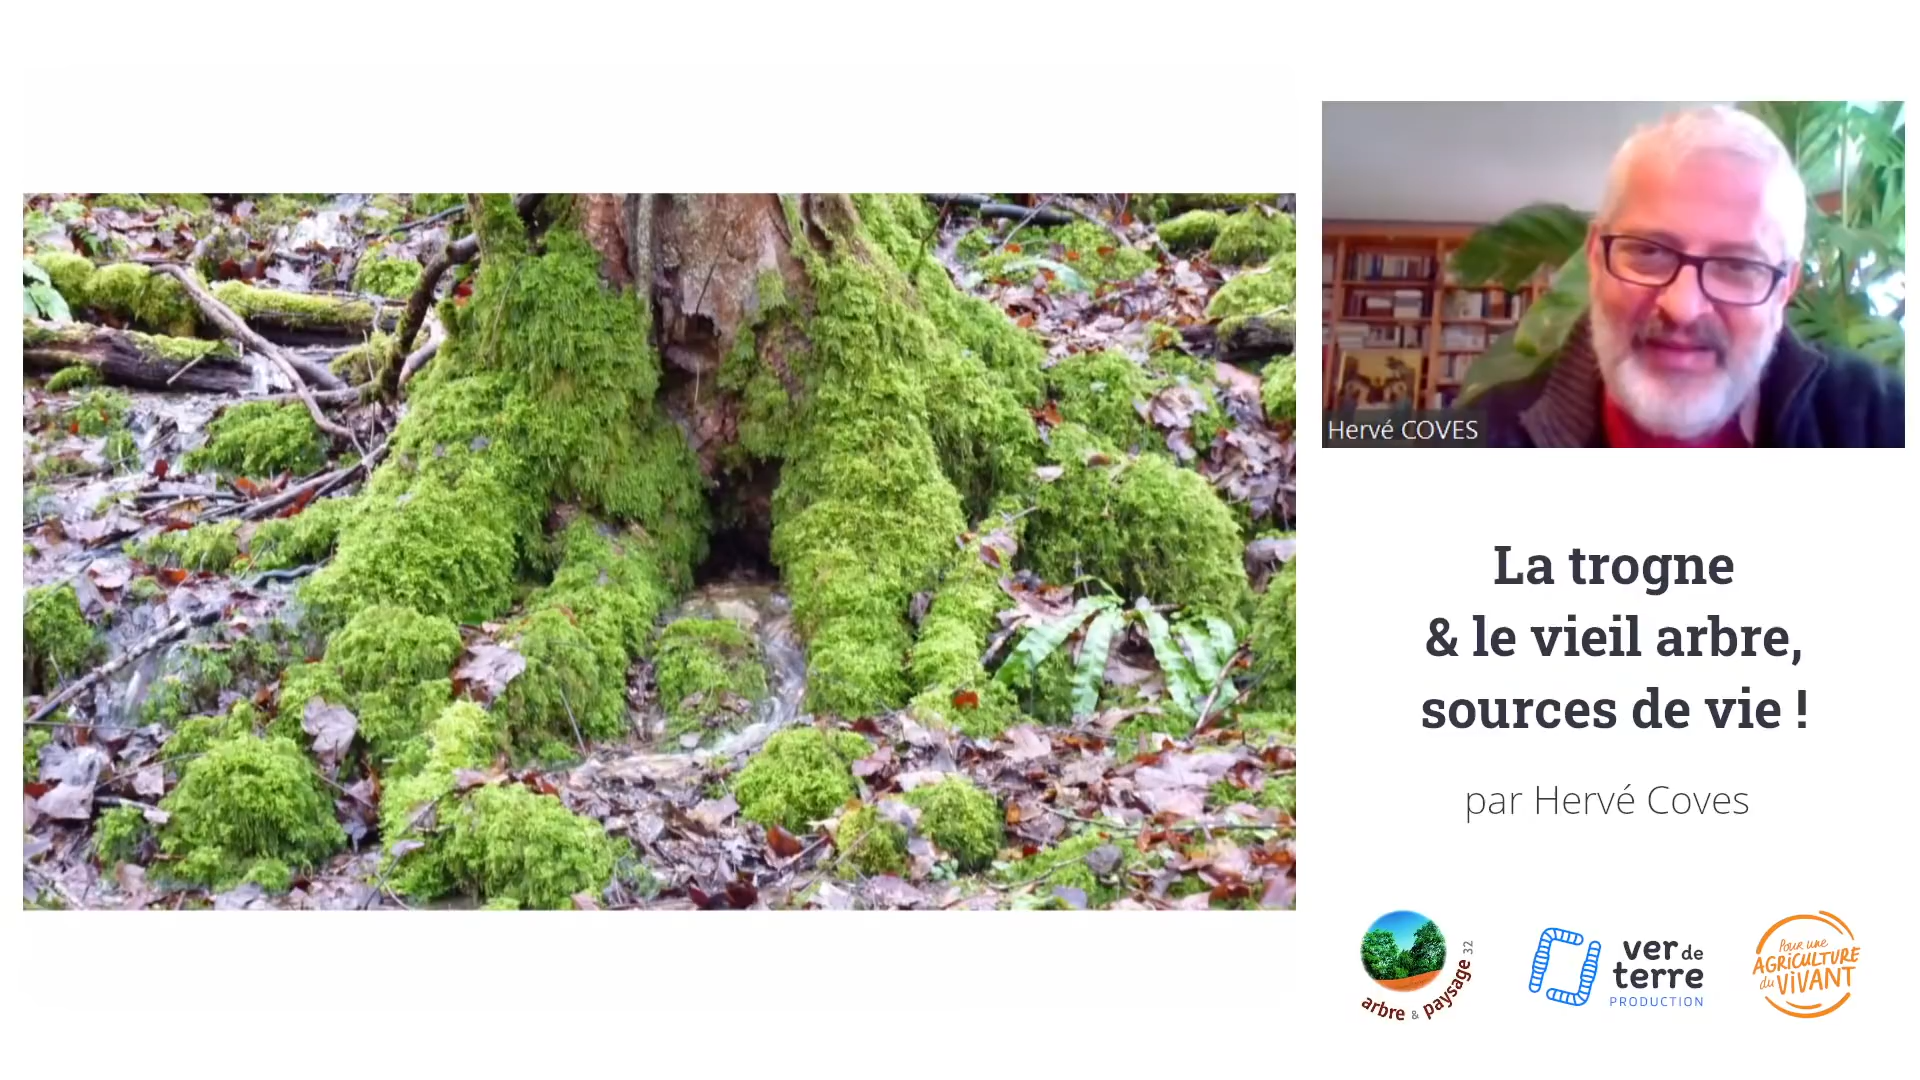 Hervé COVES
La trogne
& le vieil arbre,
sources de vie !
par Hervé Coves
arbre & paysage 32
ver de
terre
PRODUCTION
Pour une
AGRICULTURE
du VIVANT